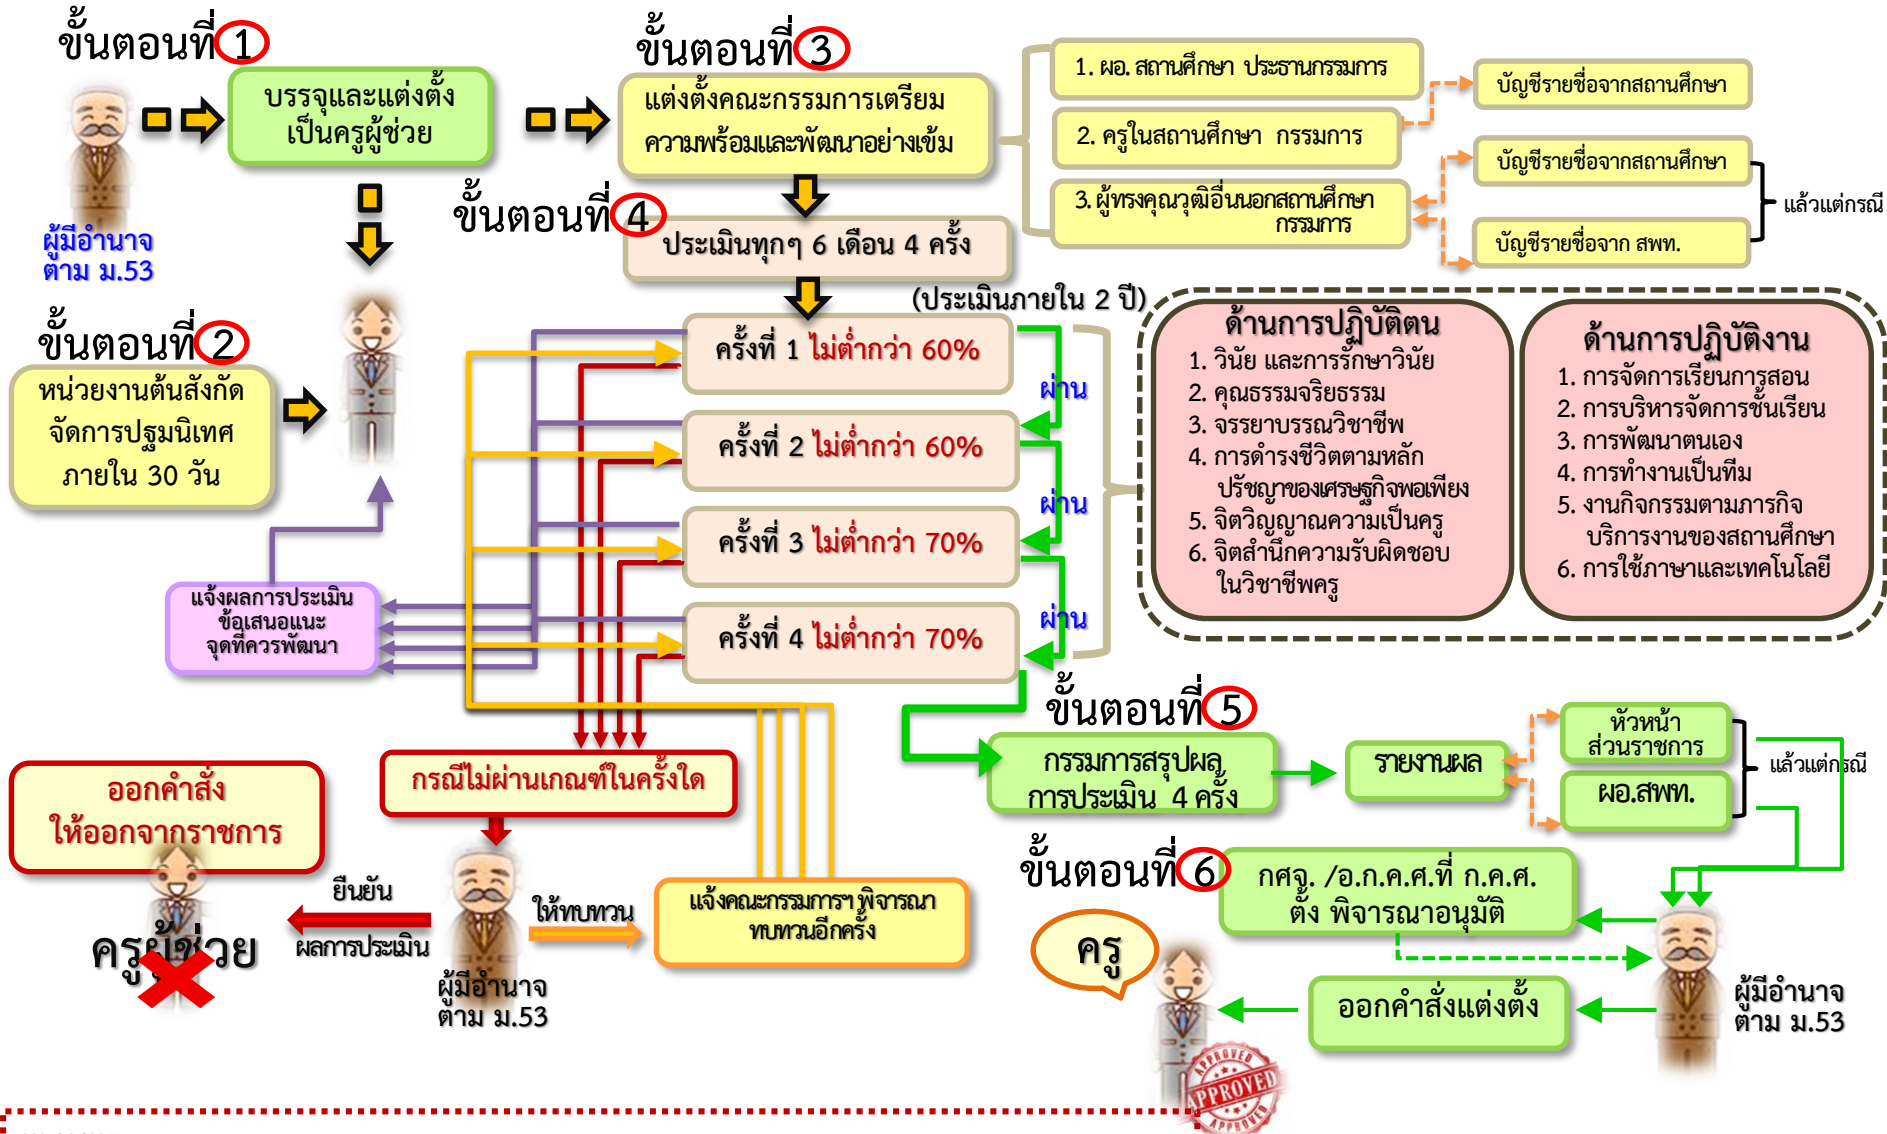 ขั้นตอนที่ 1
บรรจุและแต่งตั้ง
เป็นครูผู้ช่วย
ผู้มีอำนาจ
ตาม ม.53
ขั้นตอนที่ 2
หน่วยงานต้นสังกัด
จัดการปฐมนิเทศ
ภายใน 30 วัน
ขั้นตอนที่ 3
แต่งตั้งคณะกรรมการเตรียม
ความพร้อมและพัฒนาอย่างเข้ม
1. ผอ. สถานศึกษา ประธานกรรมการ
2. ครูในสถานศึกษา กรรมการ
3. ผู้ทรงคุณวุฒิอื่นนอกสถานศึกษา
กรรมการ
บัญชีรายชื่อจากสถานศึกษา
บัญชีรายชื่อจากสถานศึกษา
บัญชีรายชื่อจาก สพท.
แล้วแต่กรณี
ขั้นตอนที่ 4
ประเมินทุกๆ 6 เดือน 4 ครั้ง
(ประเมินภายใน 2 ปี)
ครั้งที่ 1 ไม่ต่ำกว่า 60%
ผ่าน
ครั้งที่ 2 ไม่ต่ำกว่า 60%
ผ่าน
ครั้งที่ 3 ไม่ต่ำกว่า 70%
ผ่าน
ครั้งที่ 4 ไม่ต่ำกว่า 70%
ด้านการปฏิบัติตน
1. วินัย และการรักษาวินัย
2. คุณธรรมจริยธรรม
3. จรรยาบรรณวิชาชีพ
4. การดำรงชีวิตตามหลัก
ปรัชญาของเศรษฐกิจพอเพียง
5. จิตวิญญาณความเป็นครู
6. จิตสำนึกความรับผิดชอบ
ในวิชาชีพครู
ด้านการปฏิบัติงาน
1. การจัดการเรียนการสอน
2. การบริหารจัดการชั้นเรียน
3. การพัฒนาตนเอง
4. การทำงานเป็นทีม
5. งานกิจกรรมตามภารกิจ
บริการงานของสถานศึกษา
6. การใช้ภาษาและเทคโนโลยี
แจ้งผลการประเมิน
ข้อเสนอแนะ
จุดที่ควรพัฒนา
กรณีไม่ผ่านเกณฑ์ในครั้งใด
ออกคำสั่ง
ให้ออกจากราชการ
ครูผู้ช่วย
ยืนยัน
ผลการประเมิน
ผู้มีอำนาจ
ตาม ม.53
ให้ทบทวน
แจ้งคณะกรรมการฯ พิจารณา
ทบทวนอีกครั้ง
ขั้นตอนที่ 5
กรรมการสรุปผล
การประเมิน 4 ครั้ง
รายงานผล
หัวหน้า
ส่วนราชการ
ผอ.สพท.
แล้วแต่กรณี
ขั้นตอนที่ 6
กศจ. /อ.ก.ค.ศ.ที่ ก.ค.ศ.
ตั้ง พิจารณาอนุมัติ
ผู้มีอำนาจ
ตาม ม.53
ออกคำสั่งแต่งตั้ง
ครู
APPROVED
APPROVED
APPROVED